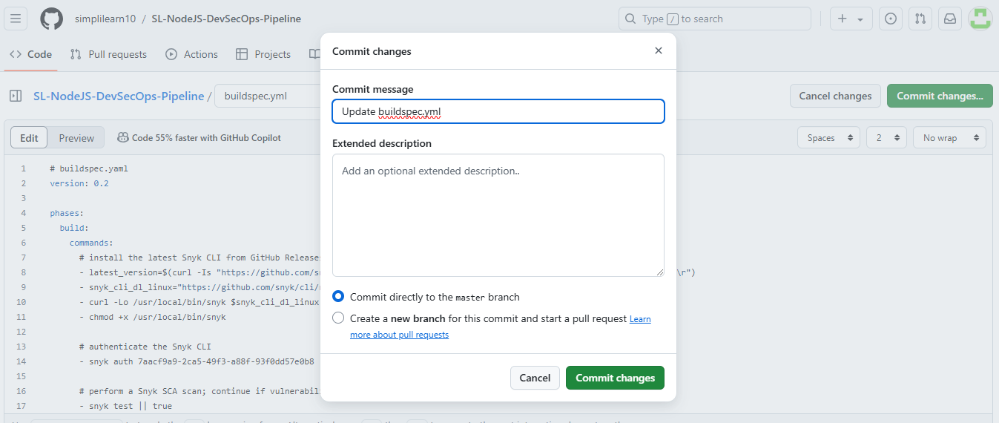 simplilearn10 / SL-NodeJS-DevSecOps-Pipeline
Type / to search
Code
Pull requests
Actions
Projects
SL-NodeJS-DevSecOps-Pipeline / buildspec.yml
Cancel changes
Commit changes...
Edit
Preview
Code 55% faster with GitHub Copilot
Spaces
2
No wrap
1 # buildspec.yaml
2 version: 0.2
3
4 phases:
5 build:
6 commands:
7 # install the latest Snyk CLI from GitHub Releases
8 - latest_version=$(curl -Is "https://github.com/sn \r")
9 - snyk_cli_dl_linux="https://github.com/snyk/cli/
10 - curl -Lo /usr/local/bin/snyk $snyk_cli_dl_linux
11 - chmod +x /usr/local/bin/snyk
12
13 # authenticate the Snyk CLI
14 - snyk auth 7aacf9a9-2ca5-49f3-a88f-93f0dd57e0b8
15
16 # perform a Snyk SCA scan; continue if vulnerabil
17 - snyk test || true
Commit changes
Commit message
Update buildspec.yml
Extended description
Add an optional extended description..
Commit directly to the master branch
Create a new branch for this commit and start a pull request Learn
more about pull requests
Cancel
Commit changes